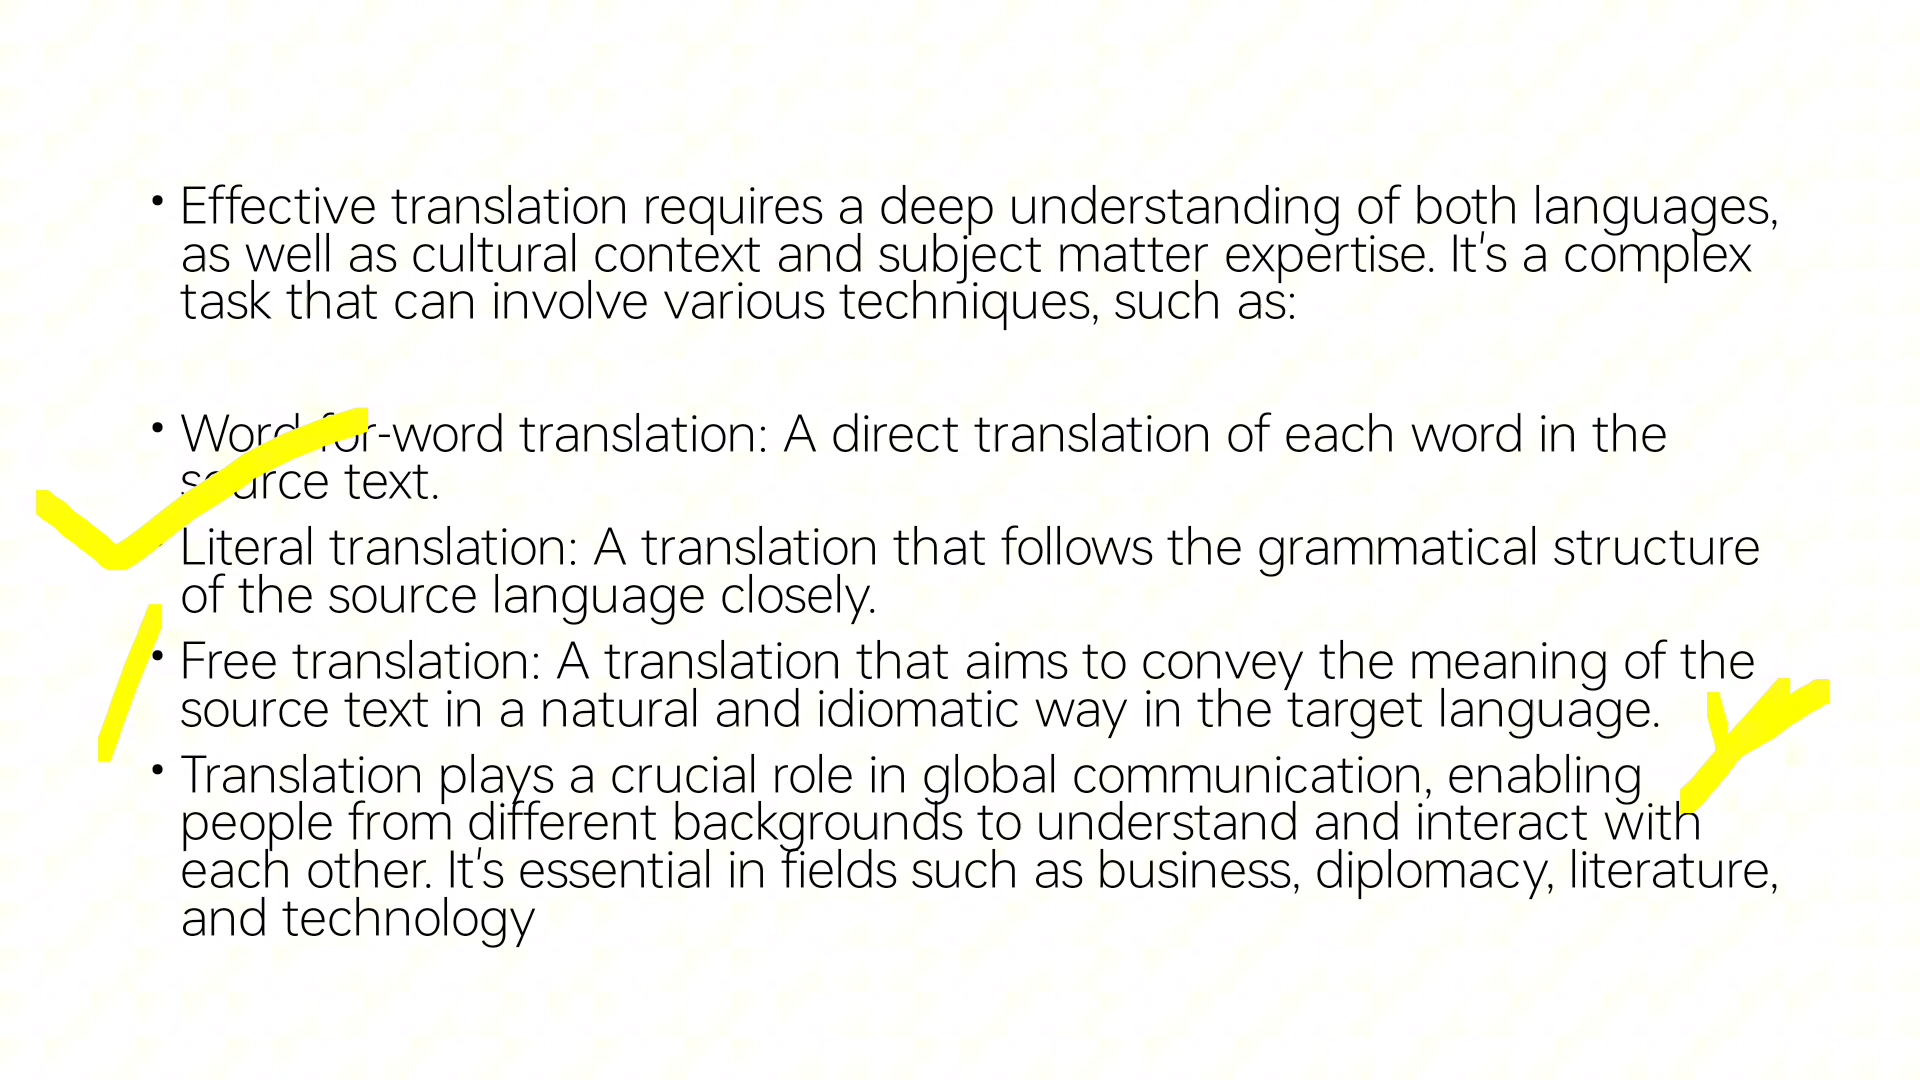 • Effective translation requires a deep understanding of both languages,
as well as cultural context and subject matter expertise. It's a complex
task that can involve various techniques, such as:
• Word-for-word translation: A direct translation of each word in the
source text.
• Literal translation: A translation that follows the grammatical structure
of the source language closely.
• Free translation: A translation that aims to convey the meaning of the
source text in a natural and idiomatic way in the target language.
• Translation plays a crucial role in global communication, enabling
people from different backgrounds to understand and interact with
each other. It's essential in fields such as business, diplomacy, literature,
and technology